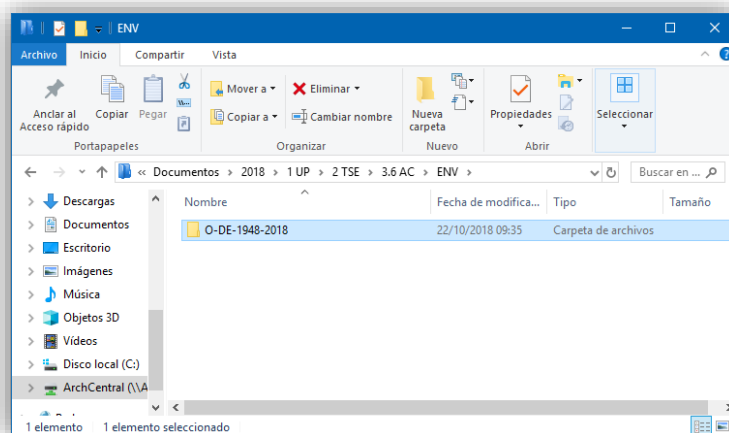 ENV
Archivo Inicio Compartir Vista
Anclar al Acceso rápido
Copiar
Pegar
Mover a
Copiar a
Eliminar
Cambiar nombre
Nueva carpeta
Propiedades
Seleccionar
Portapapeles Organizar Nuevo Abrir
« Documentos > 2018 > 1 UP > 2 TSE > 3.6 AC > ENV >
Buscar en ...
Nombre Fecha de modifica... Tipo Tamaño
O-DE-1948-2018 22/10/2018 09:35 Carpeta de archivos
Descargas
Documentos
Escritorio
Imágenes
Música
Objetos 3D
Vídeos
Disco local (C:)
ArchCentral (\\A
1 elemento 1 elemento seleccionado